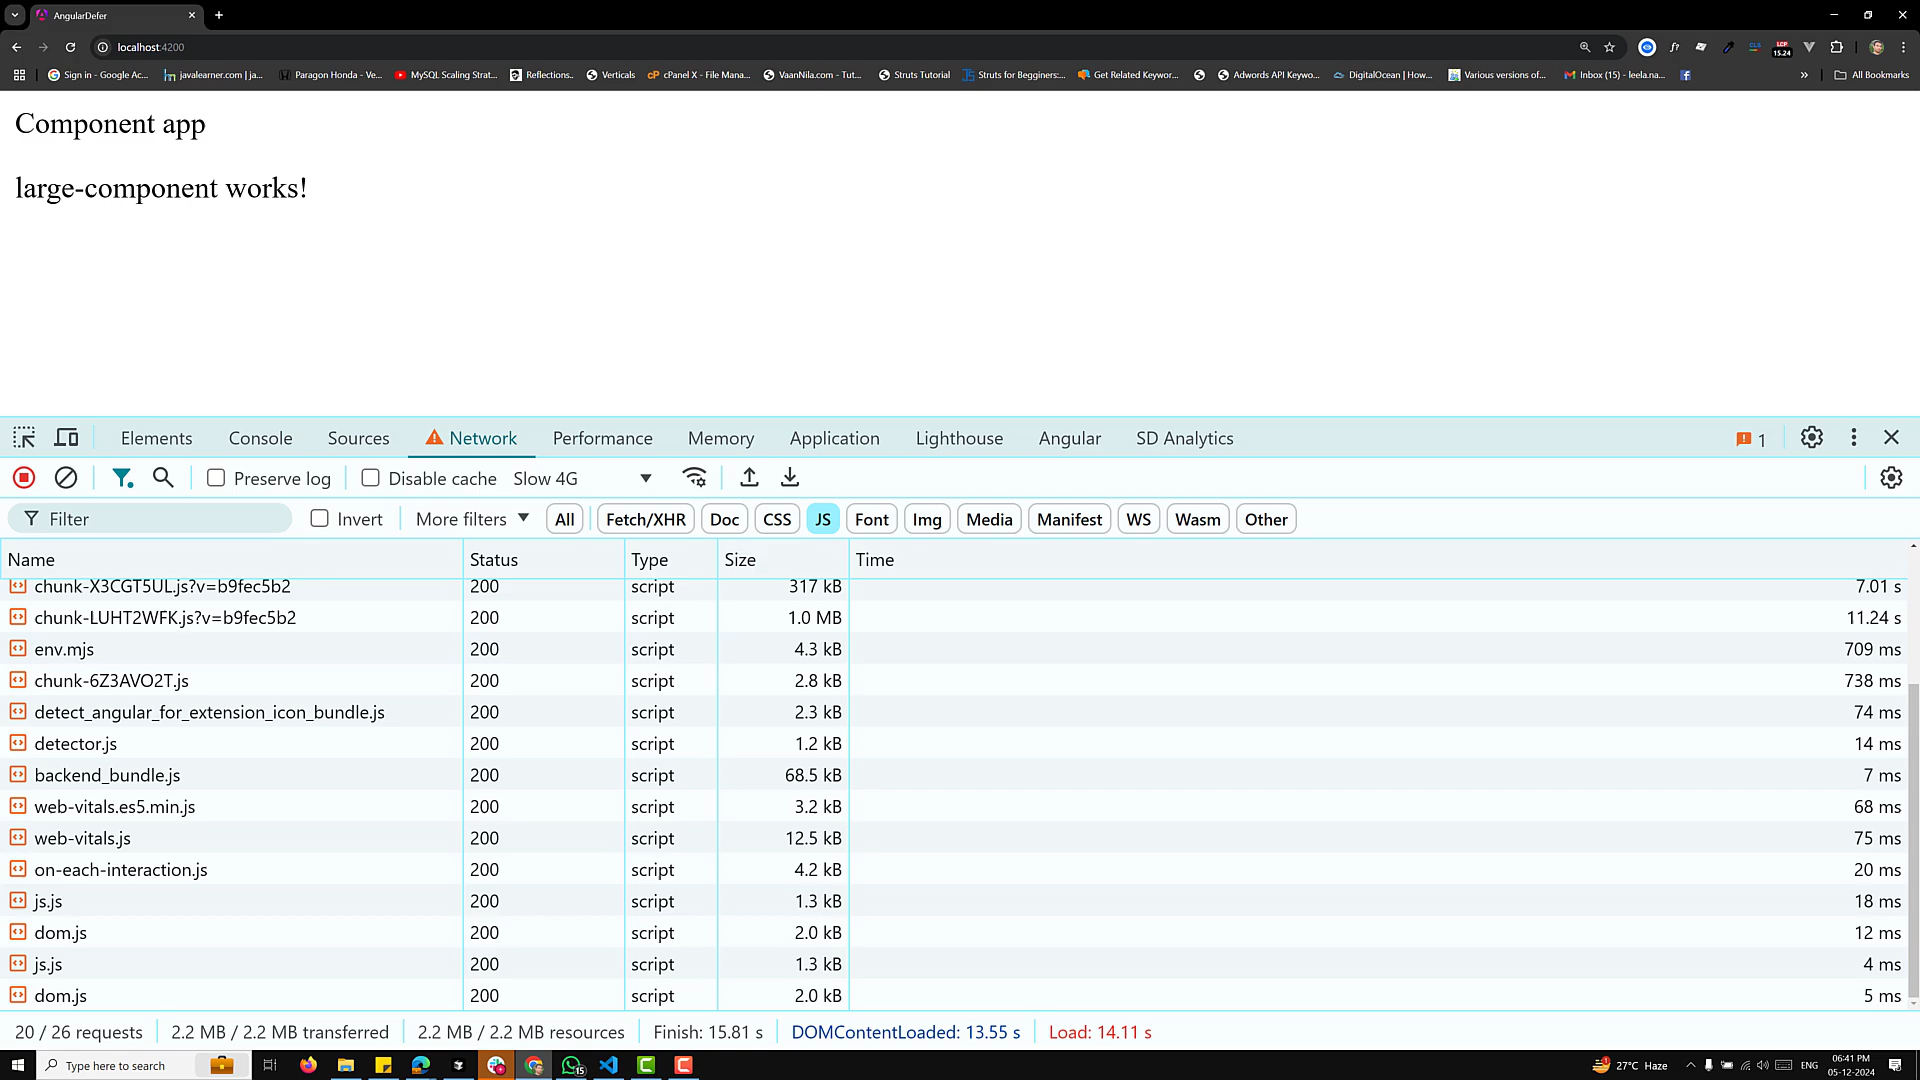 AngularDefer
localhost:4200
Sign in - Google Ac...
javalearner.com | ja...
Paragon Honda - Ve...
MySQL Scaling Strat...
Reflections..
Verticals
cPanel X - File Mana...
VaanNila.com - Tut...
Struts Tutorial
Struts for Begginers:...
Get Related Keywor...
Adwords API Keywo...
DigitalOcean | How...
Various versions of...
Inbox (15) - leela.na...
All Bookmarks
Component app
large-component works!
Elements Console Sources Network Performance Memory Application Lighthouse Angular SD Analytics 1
Preserve log Disable cache Slow 4G
Filter Invert More filters All Fetch/XHR Doc CSS JS Font Img Media Manifest WS Wasm Other
Name Status Type Size Time
chunk-X3CGT5UL.js?v=b9fec5b2 200 script 317 kB 7.01 s
chunk-LUHT2WFK.js?v=b9fec5b2 200 script 1.0 MB 11.24 s
env.mjs 200 script 4.3 kB 709 ms
chunk-6Z3AVO2T.js 200 script 2.8 kB 738 ms
detect_angular_for_extension_icon_bundle.js 200 script 2.3 kB 74 ms
detector.js 200 script 1.2 kB 14 ms
backend_bundle.js 200 script 68.5 kB 7 ms
web-vitals.es5.min.js 200 script 3.2 kB 68 ms
web-vitals.js 200 script 12.5 kB 75 ms
on-each-interaction.js 200 script 4.2 kB 20 ms
js.js 200 script 1.3 kB 18 ms
dom.js 200 script 2.0 kB 12 ms
js.js 200 script 1.3 kB 4 ms
dom.js 200 script 2.0 kB 5 ms
20 / 26 requests 2.2 MB / 2.2 MB transferred 2.2 MB / 2.2 MB resources Finish: 15.81 s DOMContentLoaded: 13.55 s Load: 14.11 s
Type here to search
27°C Haze
ENG
06:41 PM
05-12-2024